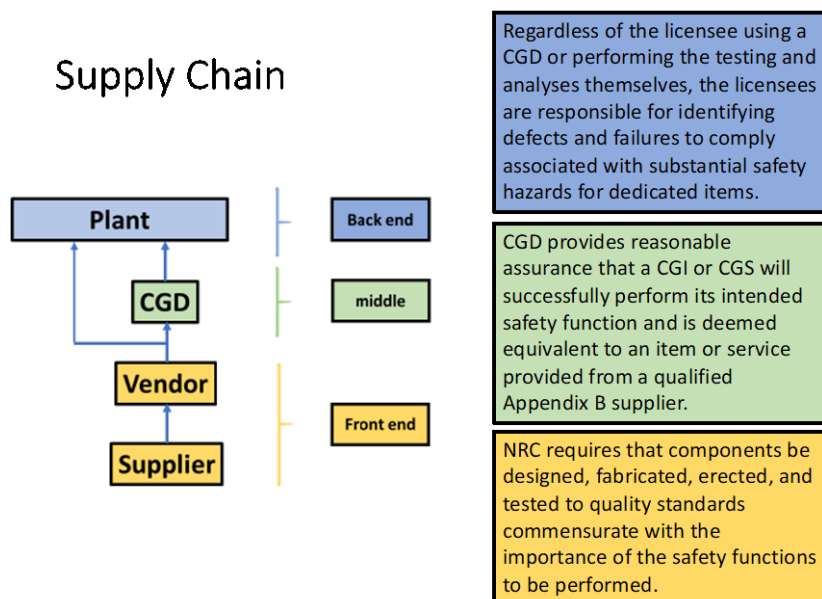 Supply Chain
Plant
CGD
Vendor
Supplier
Back end
middle
Front end
Regardless of the licensee using a
CGD or performing the testing and
analyses themselves, the licensees
are responsible for identifying
defects and failures to comply
associated with substantial safety
hazards for dedicated items.
CGD provides reasonable
assurance that a CGI or CGS will
successfully perform its intended
safety function and is deemed
equivalent to an item or service
provided from a qualified
Appendix B supplier.
NRC requires that components be
designed, fabricated, erected, and
tested to quality standards
commensurate with the
importance of the safety functions
to be performed.